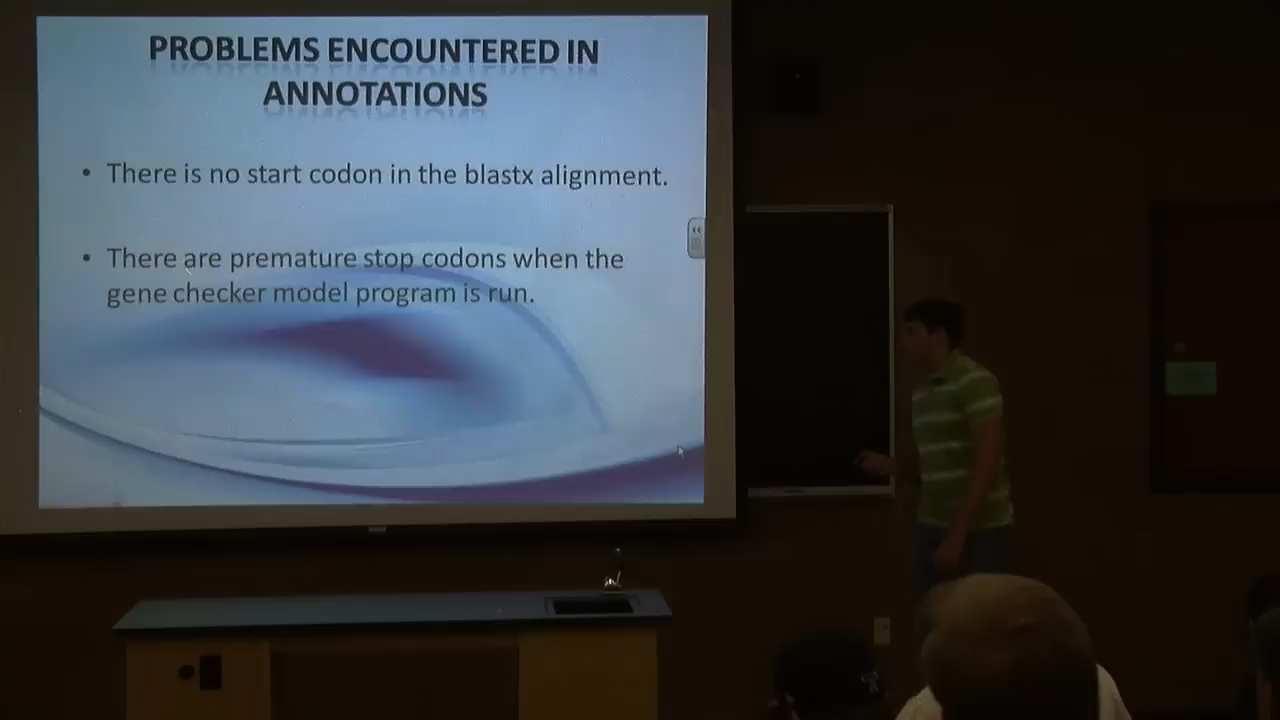 PROBLEMS ENCOUNTERED IN
ANNOTATIONS
• There is no start codon in the blastx alignment.
• There are premature stop codons when the
gene checker model program is run.